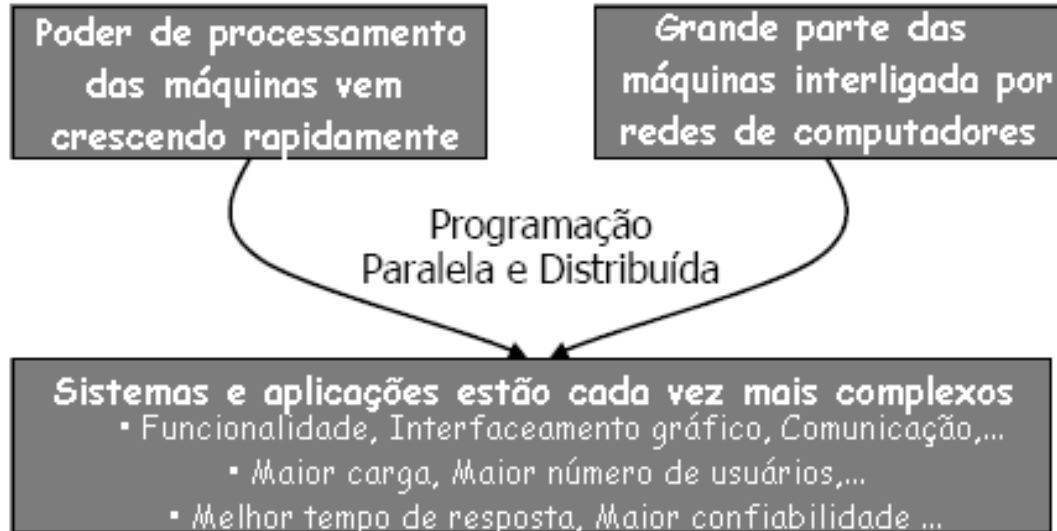 Poder de processamento
das máquinas vem
crescendo rapidamente
Grande parte das
máquinas interligada por
redes de computadores
Programação
Paralela e Distribuída
Sistemas e aplicações estão cada vez mais complexos
▪ Funcionalidade, Interfaceamento gráfico, Comunicação,...
▪ Maior carga, Maior número de usuários,...
▪ Melhor tempo de resposta, Maior confiabilidade ...